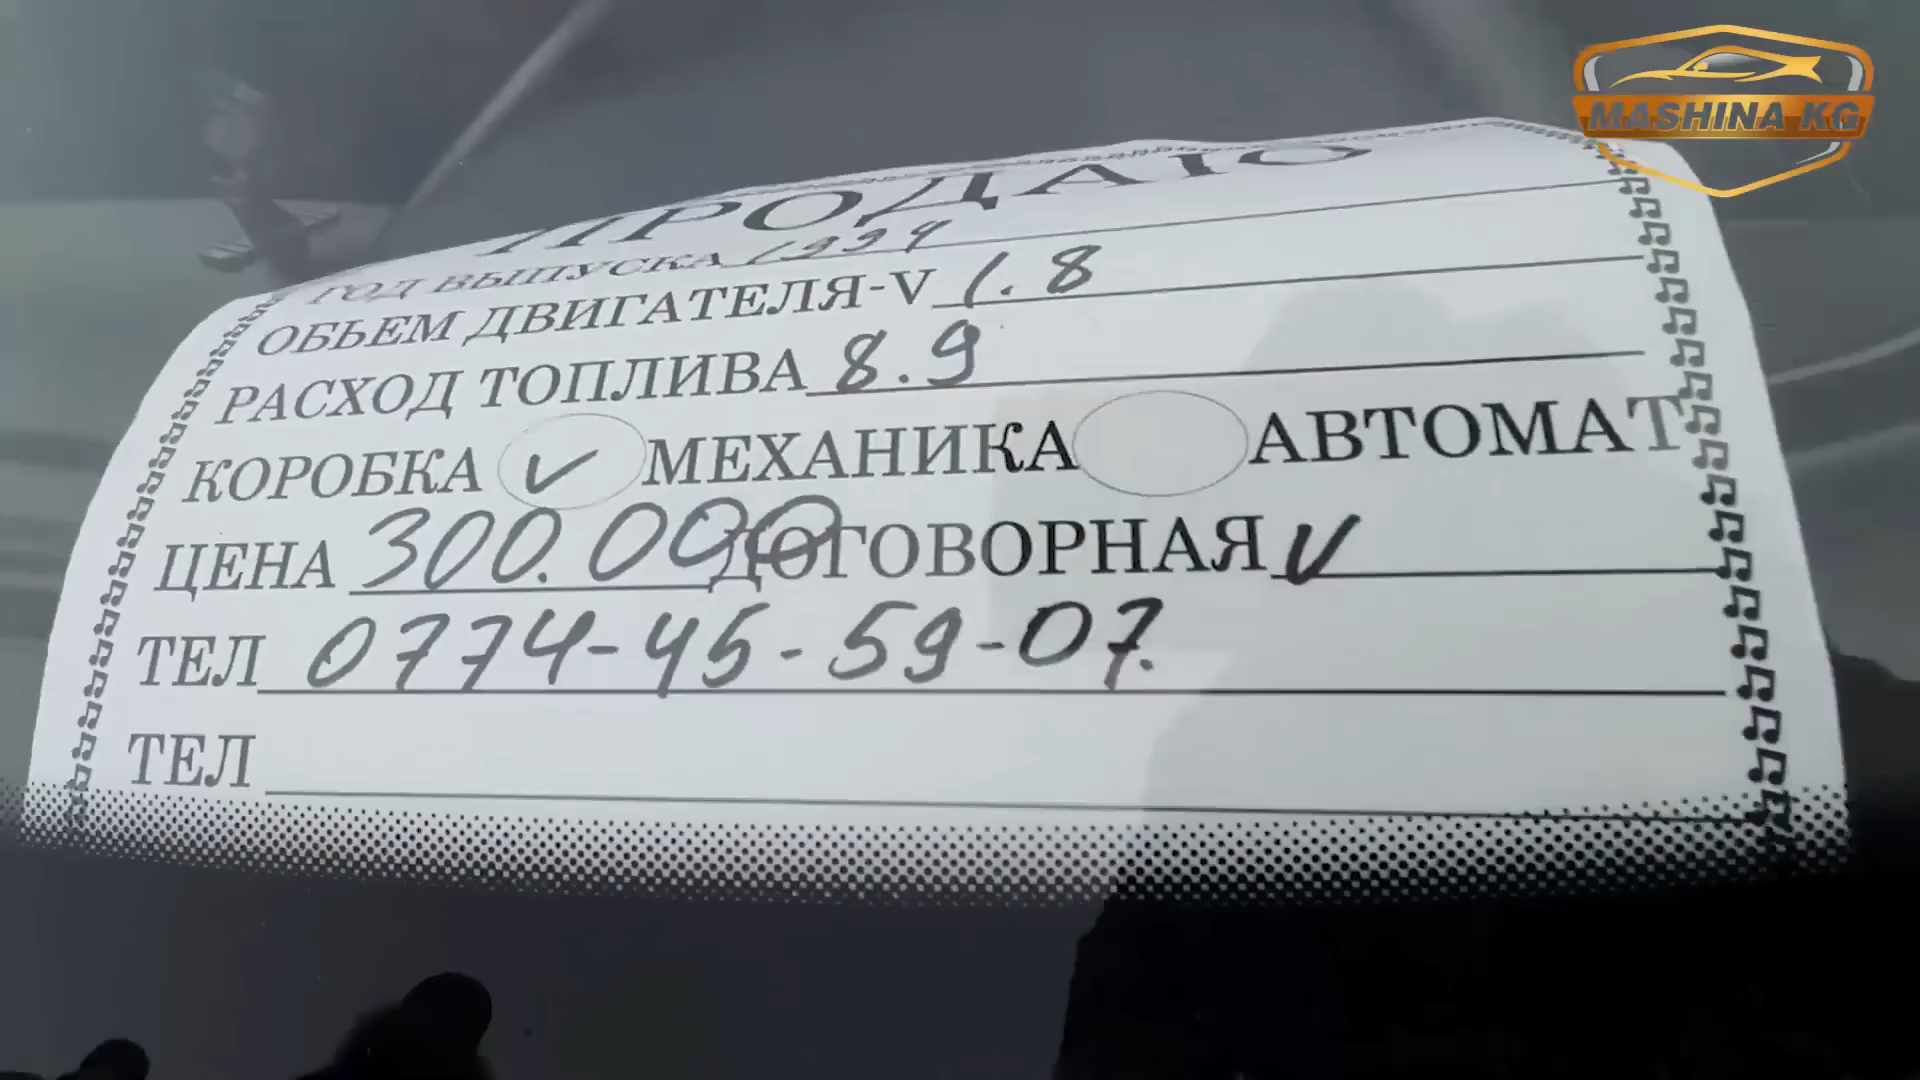 MASHINA KG
ПРОДАЮ
ГОД ВЫПУСКА 1994
ОБЬЕМ ДВИГАТЕЛЯ-V 1.8
РАСХОД ТОПЛИВА 8.9
КОРОБКА ✓ МЕХАНИКА АВТОМАТ
ЦЕНА 300.000 ДОГОВОРНАЯ ✓
ТЕЛ 0774-45-59-07.
ТЕЛ